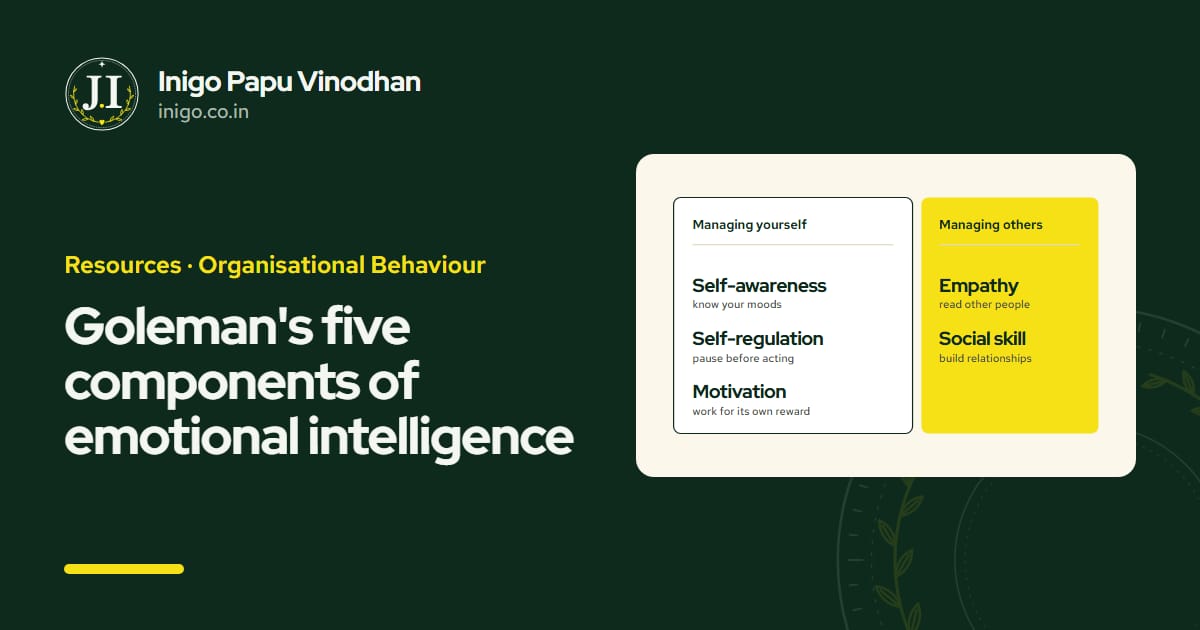 J.I
Inigo Papu Vinodhan
inigo.co.in
Resources · Organisational Behaviour
Goleman's five
components of
emotional intelligence
Managing yourself
Self-awareness
know your moods
Self-regulation
pause before acting
Motivation
work for its own reward
Managing others
Empathy
read other people
Social skill
build relationships